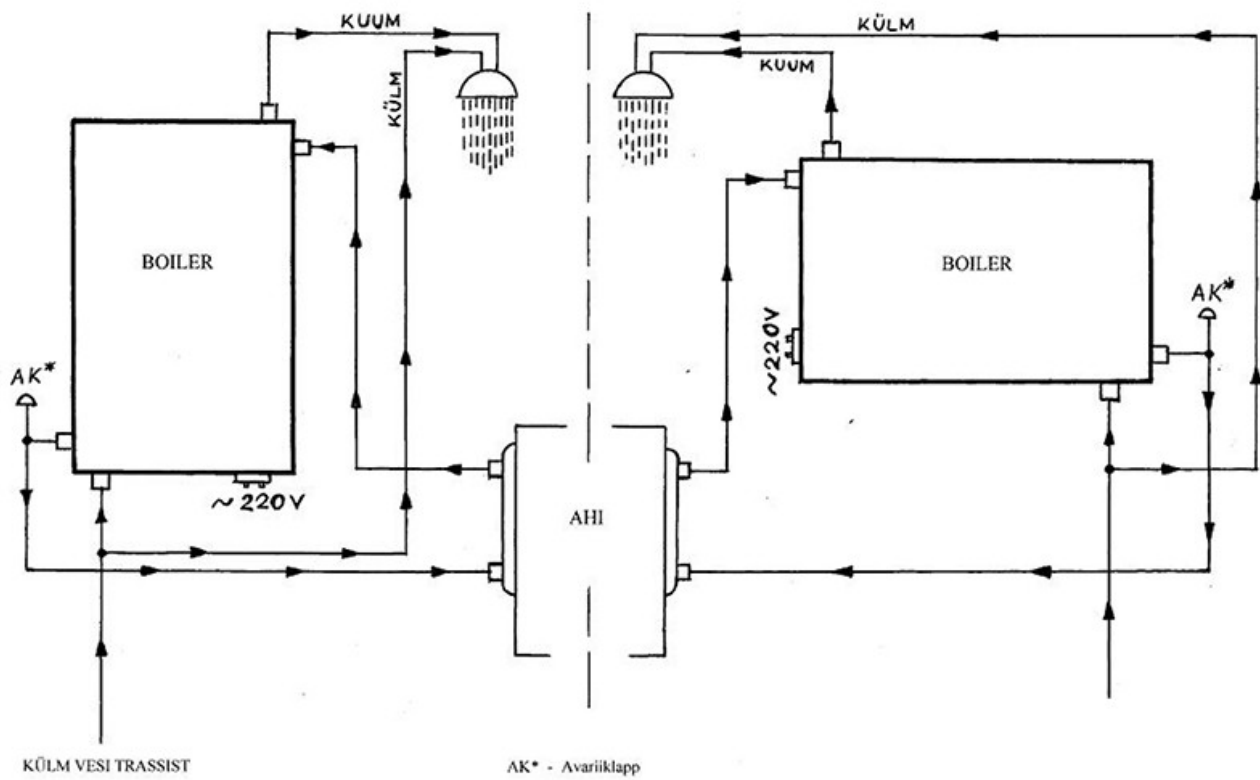 KUUM
KÜLM
KÜLM
KUUM
BOILER
AK*
~220V
BOILER
AK*
~220V
AHI
KÜLM VESI TRASSIST
AK* - Avariiklapp